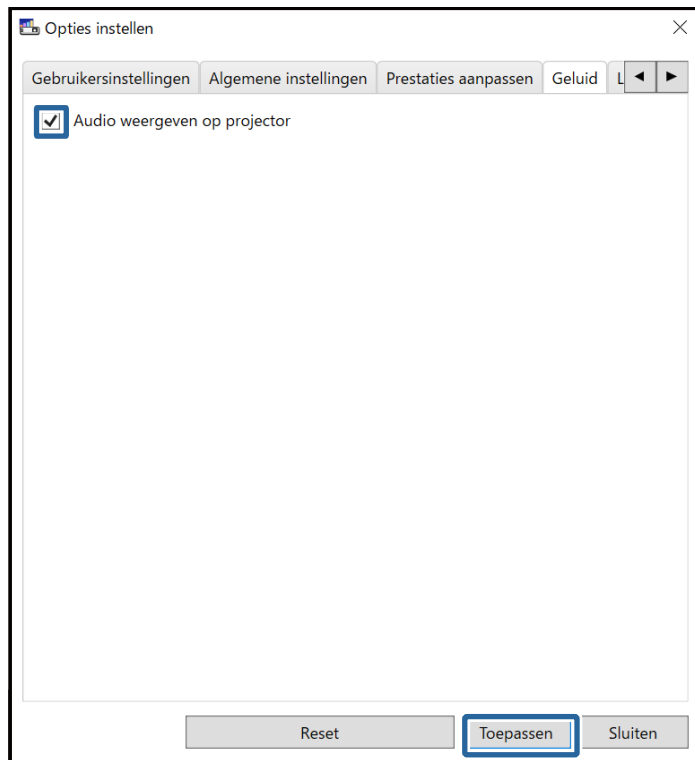 Opties instellen
Gebruikersinstellingen Algemene instellingen Prestaties aanpassen Geluid L
Audio weergeven op projector
Reset Toepassen Sluiten